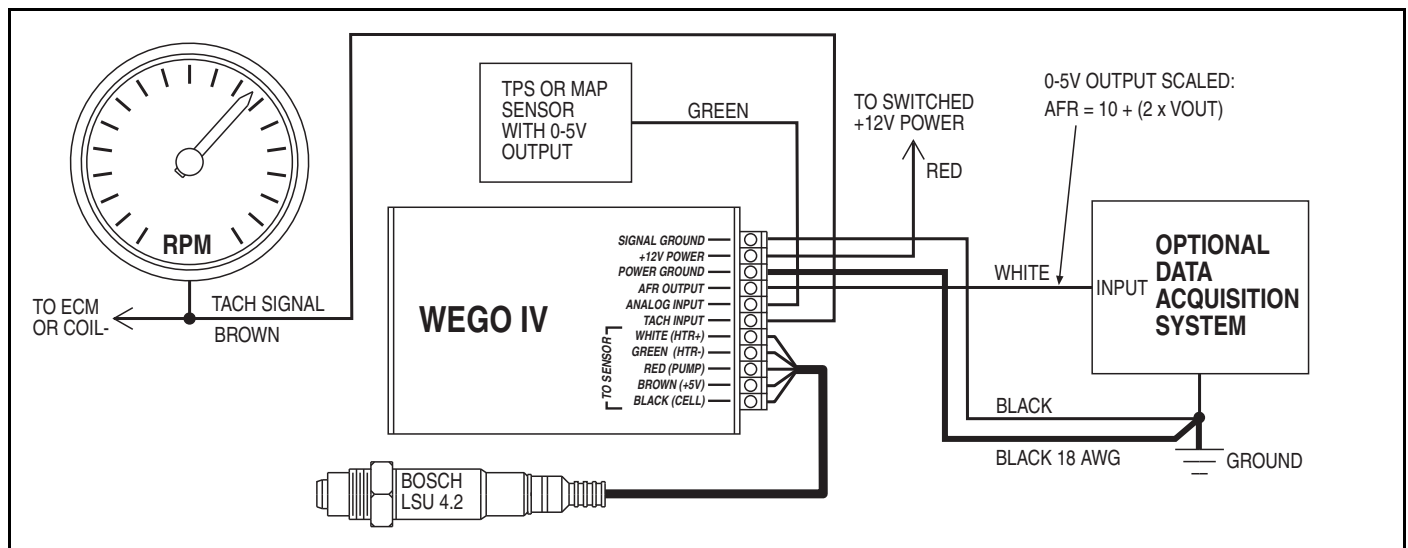 RPM
TO ECM
OR COIL-
TACH SIGNAL
BROWN
TPS OR MAP
SENSOR
WITH 0-5V
OUTPUT
GREEN
TO SWITCHED
+12V POWER
RED
0-5V OUTPUT SCALED:
AFR = 10 + (2 x VOUT)
WEGO IV
SIGNAL GROUND
+12V POWER
POWER GROUND
AFR OUTPUT
ANALOG INPUT
TACH INPUT
TO SENSOR
WHITE (HTR+)
GREEN (HTR-)
RED (PUMP)
BROWN (+5V)
BLACK (CELL)
WHITE
INPUT
OPTIONAL
DATA
ACQUISITION
SYSTEM
BLACK
BLACK 18 AWG
GROUND
BOSCH
LSU 4.2